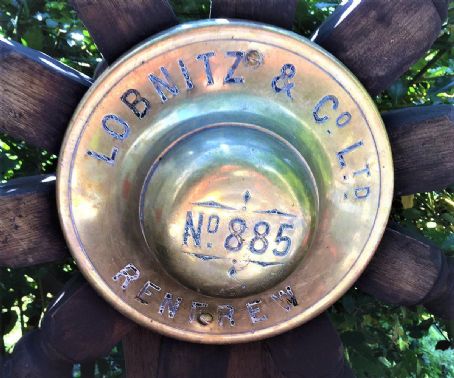 LOBNITZ & Cº LTD.
Nº 885
RENFREW